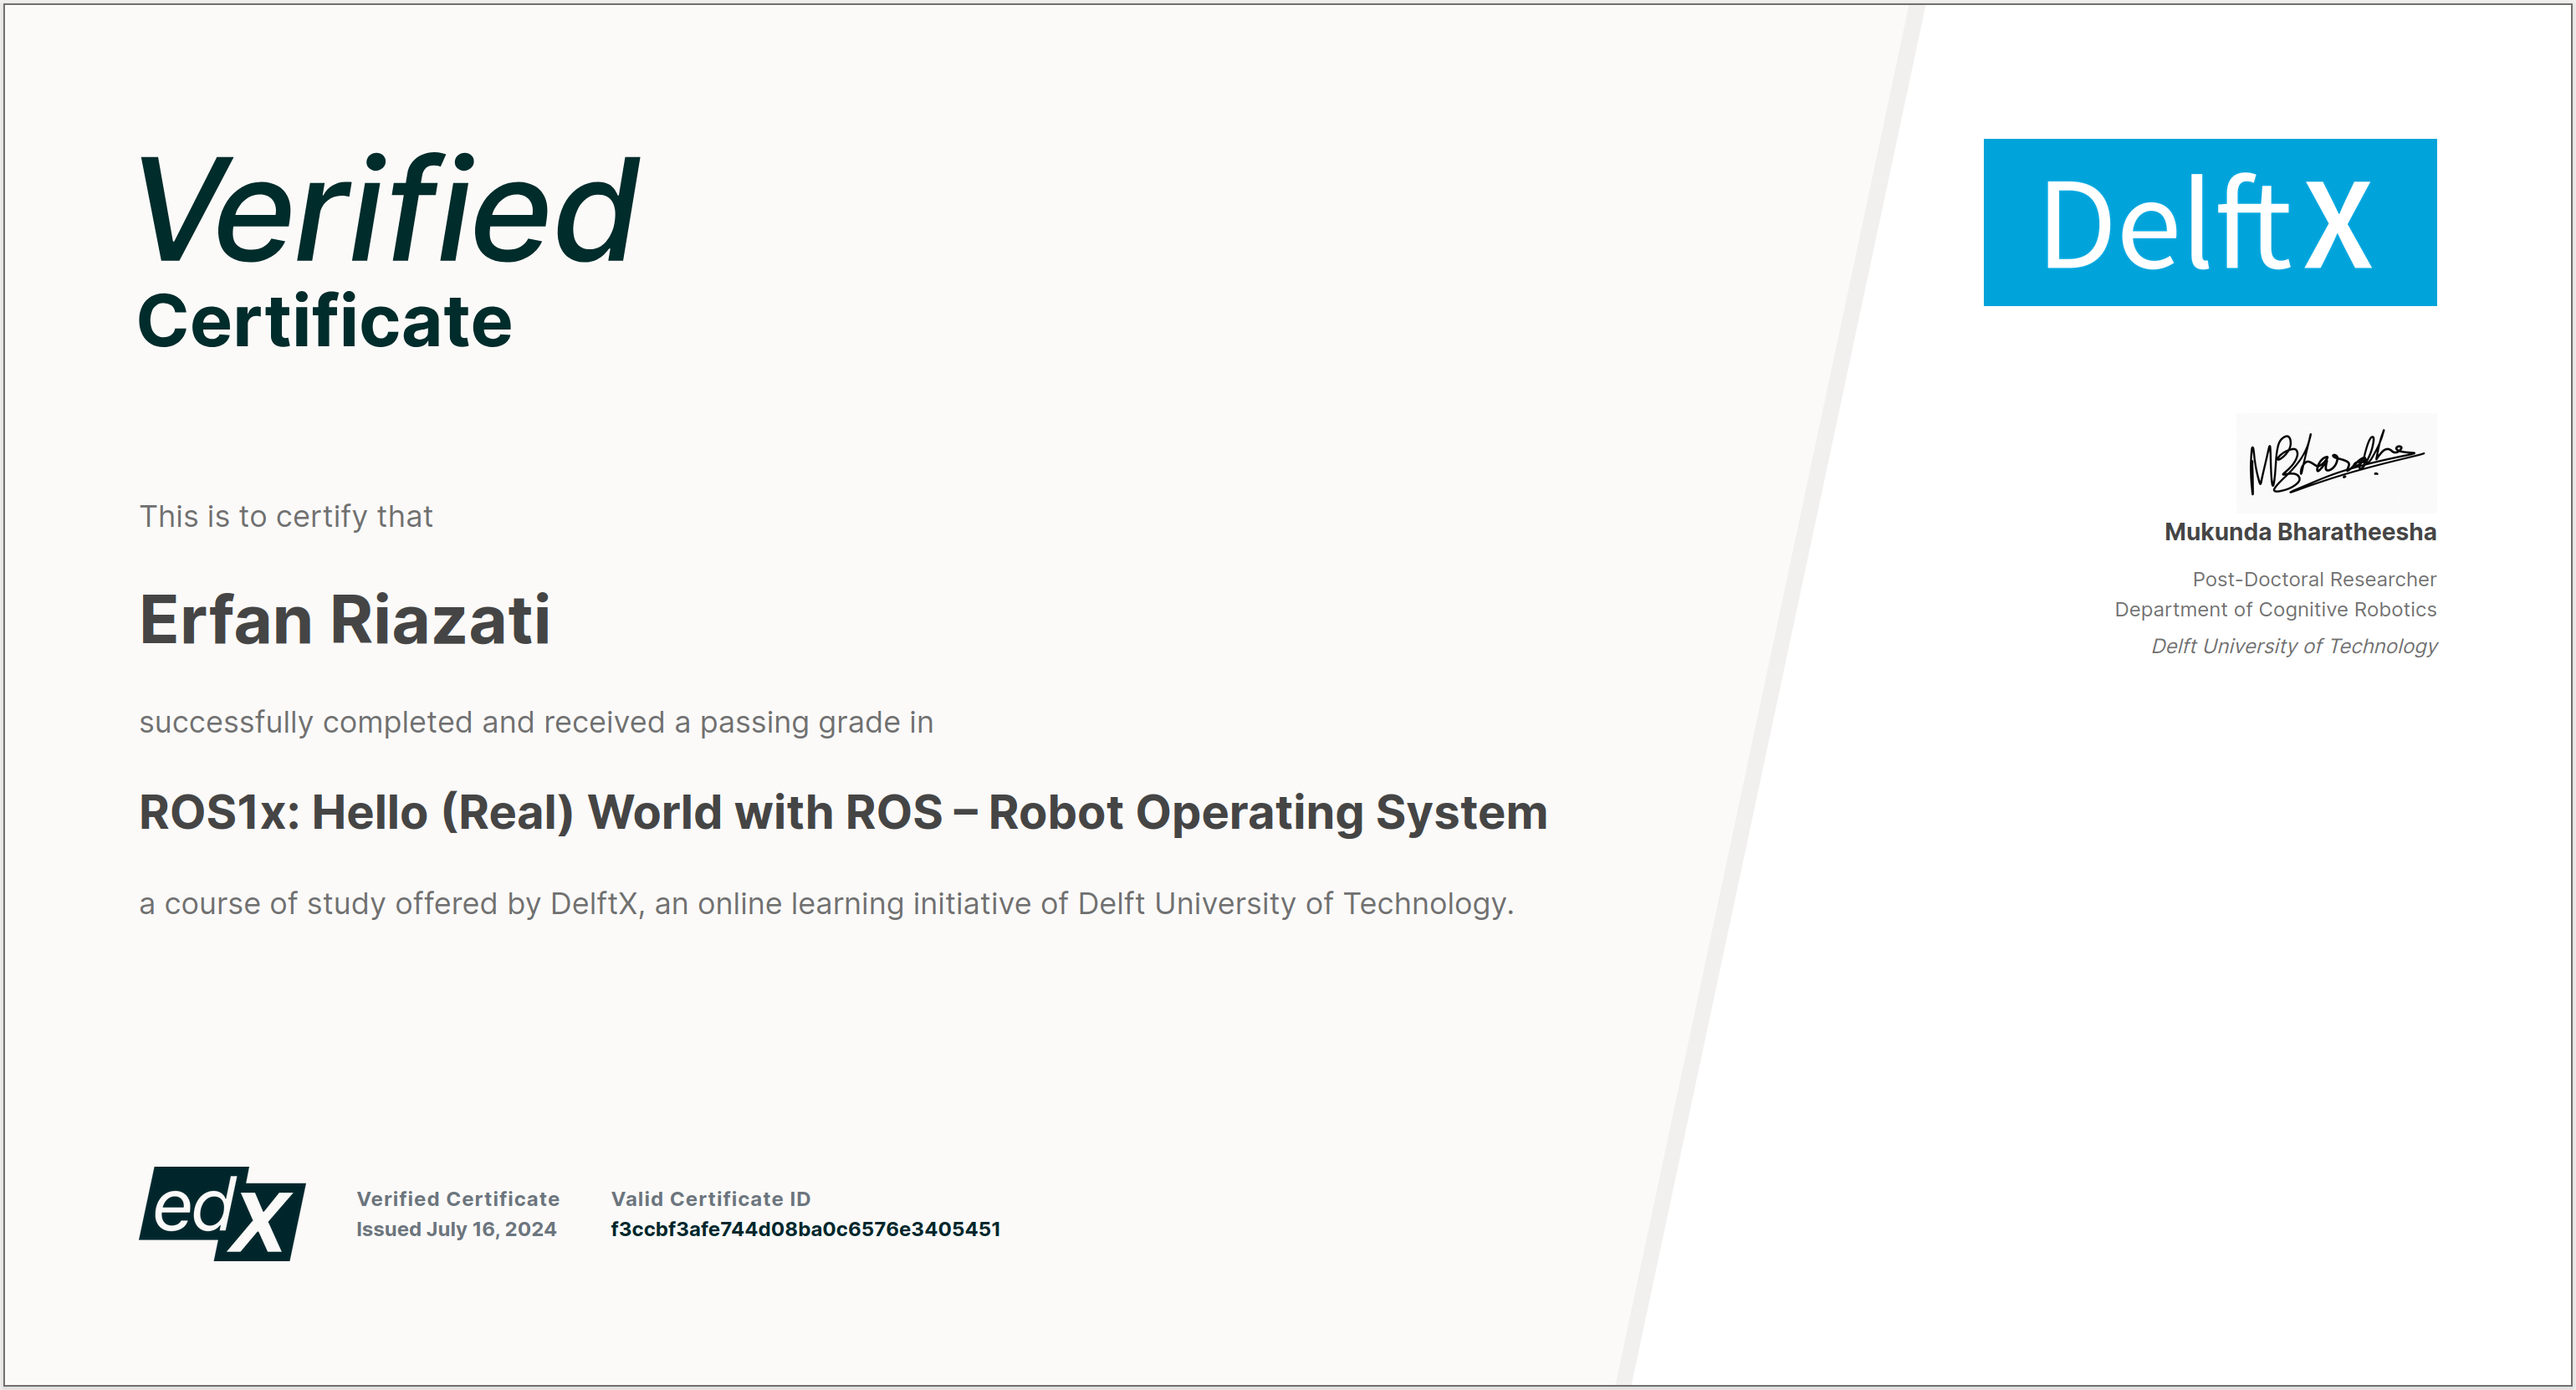 Verified
Certificate
This is to certify that
Erfan Riazati
successfully completed and received a passing grade in
ROS1x: Hello (Real) World with ROS – Robot Operating System
a course of study offered by DelftX, an online learning initiative of Delft University of Technology.
edX
Verified Certificate
Issued July 16, 2024
Valid Certificate ID
f3ccbf3afe744d08ba0c6576e3405451
DelftX
MBharathe
Mukunda Bharatheesha
Post-Doctoral Researcher
Department of Cognitive Robotics
Delft University of Technology